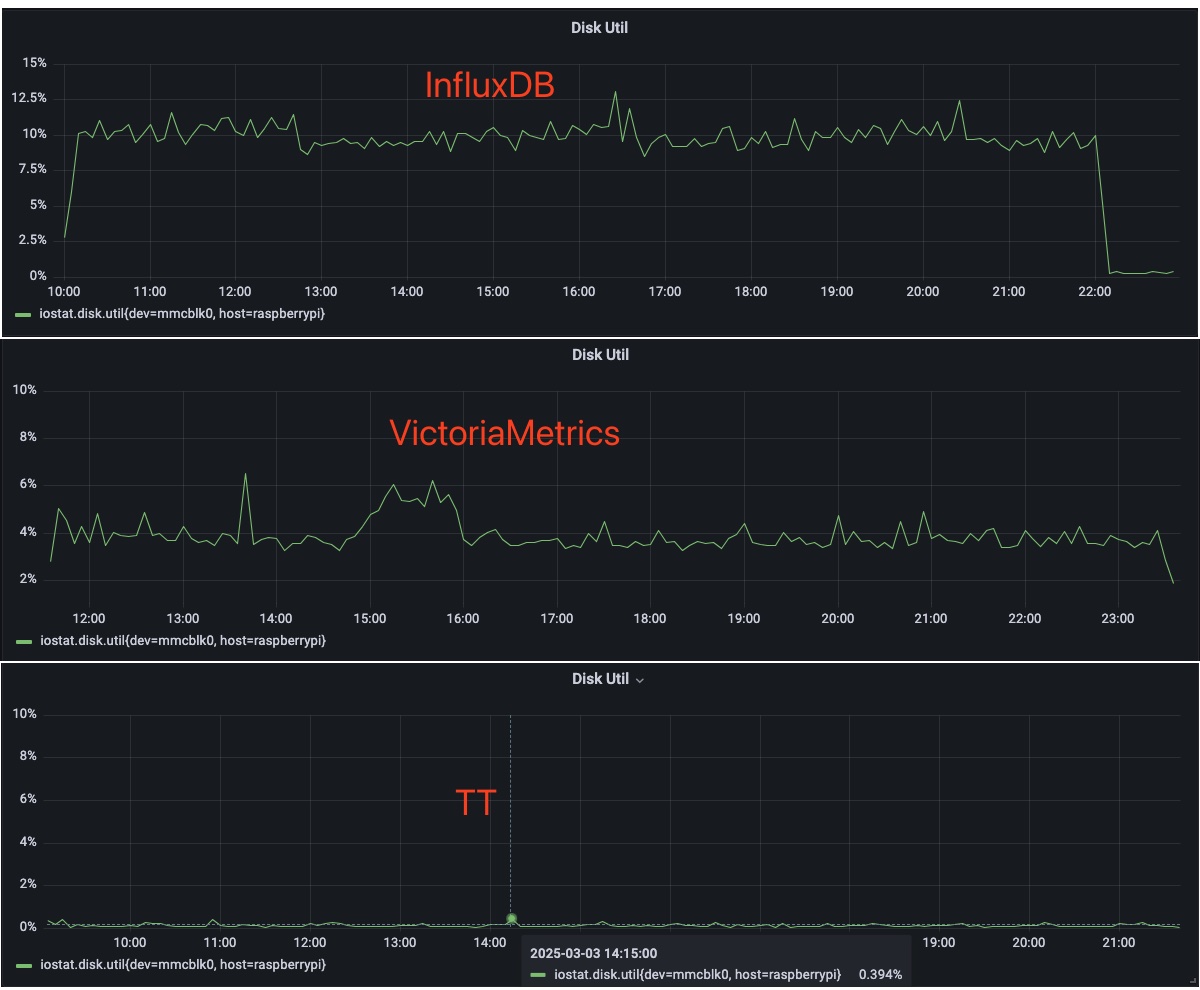 Disk Util
InfluxDB
15%
12.5%
10%
7.5%
5%
2.5%
0%
10:00 11:00 12:00 13:00 14:00 15:00 16:00 17:00 18:00 19:00 20:00 21:00 22:00
iostat.disk.util{dev=mmcblk0, host=raspberrypi}
Disk Util
VictoriaMetrics
10%
8%
6%
4%
2%
12:00 13:00 14:00 15:00 16:00 17:00 18:00 19:00 20:00 21:00 22:00 23:00
iostat.disk.util{dev=mmcblk0, host=raspberrypi}
Disk Util
10%
8%
6%
TT
4%
2%
0%
10:00 11:00 12:00 13:00 14:00 19:00 20:00 21:00
2025-03-03 14:15:00
iostat.disk.util{dev=mmcblk0, host=raspberrypi}
iostat.disk.util{dev=mmcblk0, host=raspberrypi} 0.394%